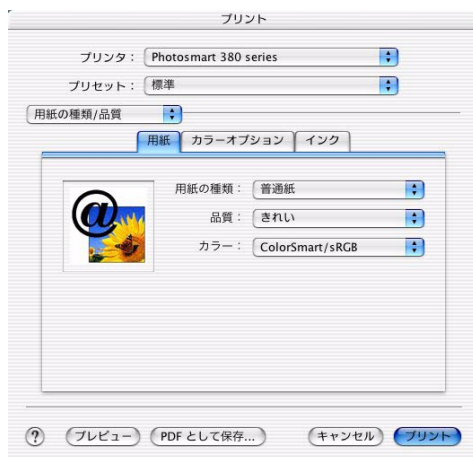 プリント
プリンタ： Photosmart 380 series
プリセット： 標準
用紙の種類/品質
用紙 カラーオプション インク
用紙の種類： 普通紙
品質： きれい
カラー： ColorSmart/sRGB
? プレビュー PDF として保存... キャンセル プリント